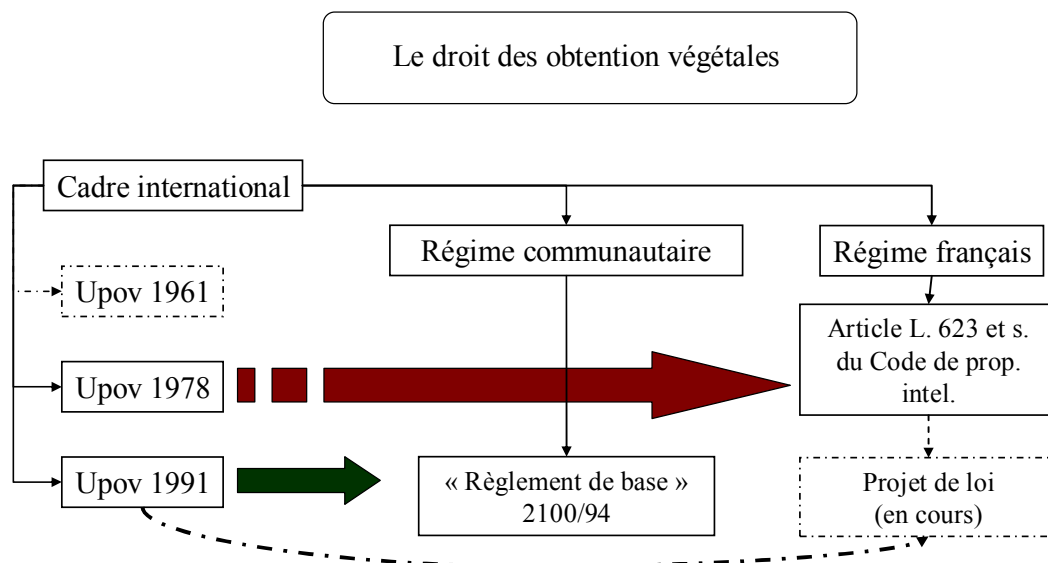 Le droit des obtention végétales
Cadre international
Régime communautaire
Régime français
Upov 1961
Article L. 623 et s.
du Code de prop.
intel.
Upov 1978
Upov 1991
« Règlement de base »
2100/94
Projet de loi
(en cours)